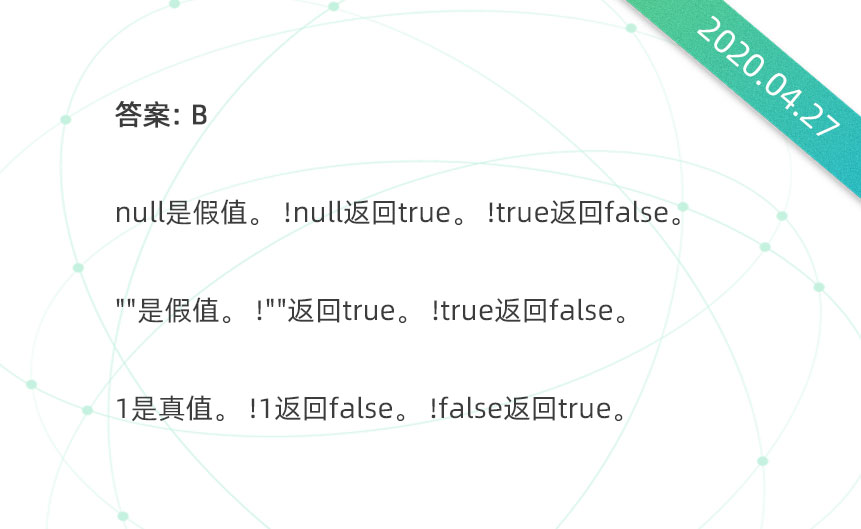 2020.04.27
答案: B
null是假值。 !null返回true。 !true返回false。
""是假值。 !""返回true。 !true返回false。
1是真值。 !1返回false。 !false返回true。